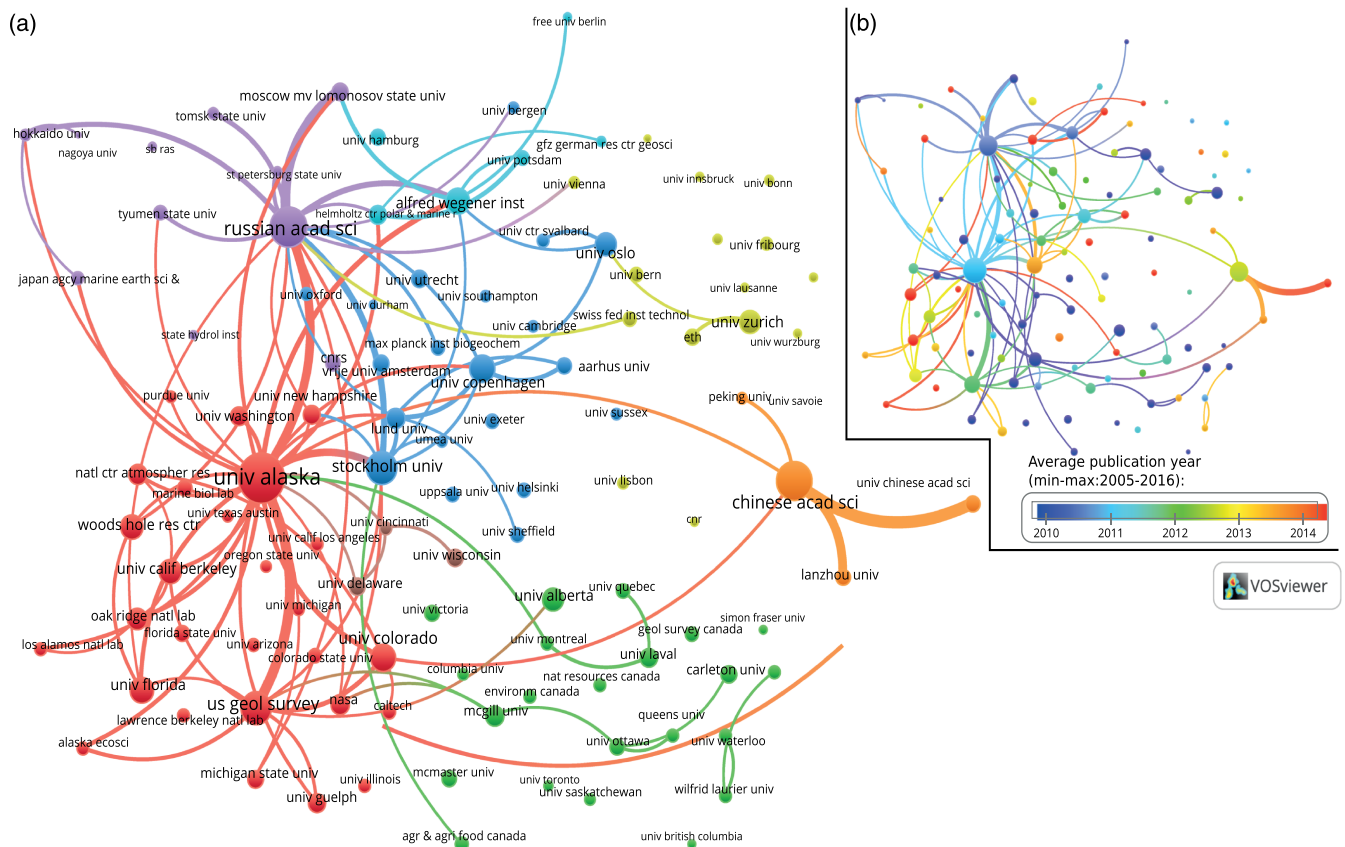 (a)
free univ berlin
(b)
moscow mv lomonosov state univ
tomsk state univ
univ bergen
hokkaido univ
nagoya univ
sb ras
univ hamburg
gfz german res ctr geosci
univ potsdam
st petersburg state univ
univ vienna
univ innsbruck
univ bonn
tyumen state univ
helmholtz ctr polar & marine r
alfred wegener inst
russian acad sci
univ ctr svalbard
univ oslo
univ fribourg
japan agcy marine earth sci &
univ utrecht
univ bern
univ lausanne
univ oxford
univ durham
univ southampton
swiss fed inst technol
univ cambridge
univ zurich
state hydrol inst
max planck inst biogeochem
eth
univ wurzburg
cnrs
vrije univ amsterdam
univ copenhagen
aarhus univ
purdue univ
univ new hampshire
peking univ
univ savoie
univ washington
lund univ
univ exeter
univ sussex
umea univ
natl ctr atmospher res
univ alaska
stockholm univ
marine biol lab
uppsala univ
univ helsinki
univ lisbon
chinese acad sci
univ chinese acad sci
univ texas austin
woods hole res ctr
univ cincinnati
cnr
univ calif los angeles
univ sheffield
oregon state univ
univ wisconsin
univ calif berkeley
lanzhou univ
univ delaware
univ quebec
univ alberta
univ michigan
univ victoria
oak ridge natl lab
simon fraser univ
florida state univ
geol survey canada
los alamos natl lab
univ arizona
univ colorado
univ montreal
colorado state univ
univ laval
columbia univ
nat resources canada
carleton univ
univ florida
environm canada
us geol survey
nasa
caltech
mcgill univ
queens univ
lawrence berkeley natl lab
alaska ecosci
univ ottawa
univ waterloo
michigan state univ
univ illinois
mcmaster univ
univ toronto
univ saskatchewan
wilfrid laurier univ
univ guelph
agr & agri food canada
univ british columbia
Average publication year
(min-max:2005-2016):
2010 2011 2012 2013 2014
VOSviewer